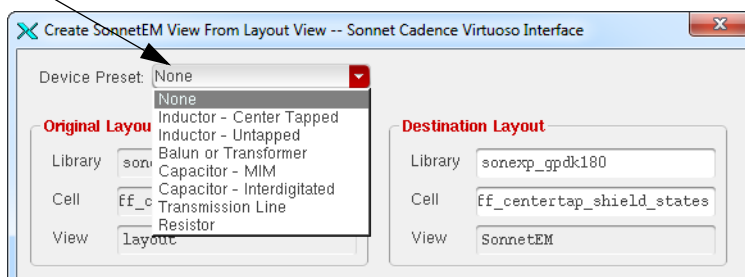 Create SonnetEM View From Layout View -- Sonnet Cadence Virtuoso Interface
Device Preset: None
None
Inductor - Center Tapped
Inductor - Untapped
Balun or Transformer
Capacitor - MIM
Capacitor - Interdigitated
Transmission Line
Resistor
Original Layou
Library
Cell
View layout
Destination Layout
Library sonexp_gpdk180
Cell ff_centertap_shield_states
View SonnetEM